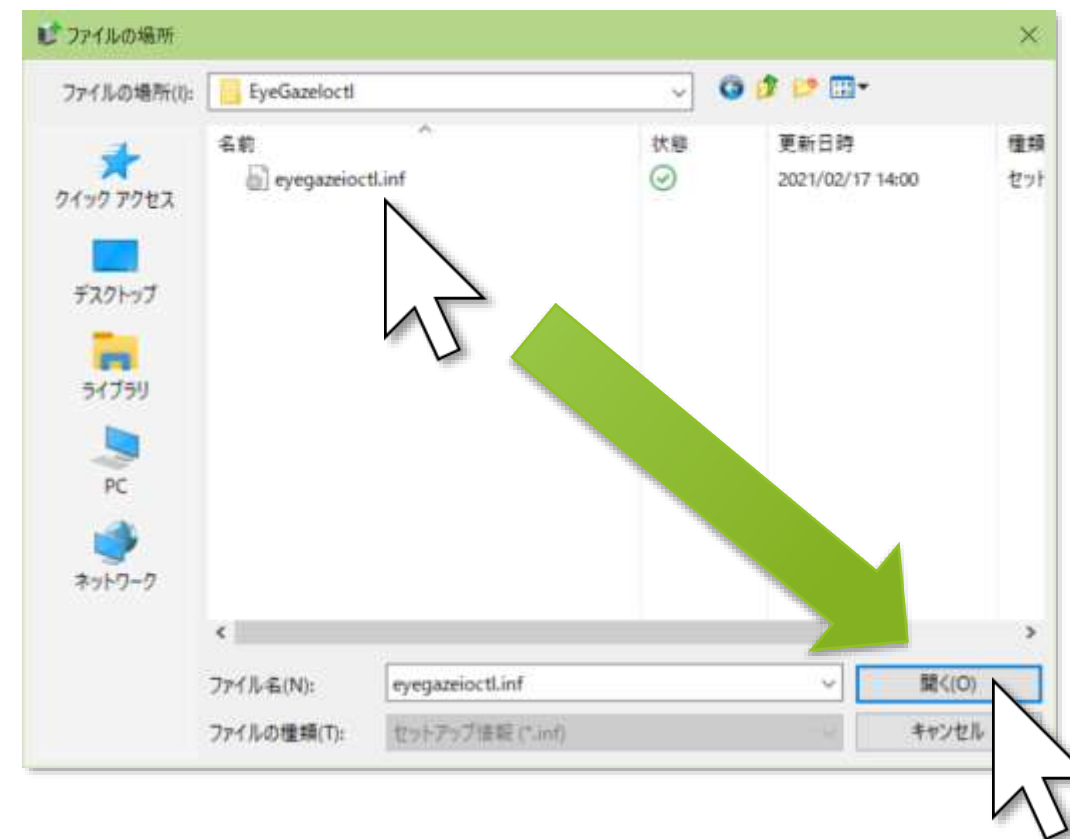 ファイルの場所
ファイルの場所(I): EyeGazeIoctl
名前 状態 更新日時 種類
eyegazeioctl.inf 2021/02/17 14:00 セット
クイック アクセス
デスクトップ
ライブラリ
PC
ネットワーク
ファイル名(N): eyegazeioctl.inf 開く(O)
ファイルの種類(T): セットアップ情報 (*.inf) キャンセル